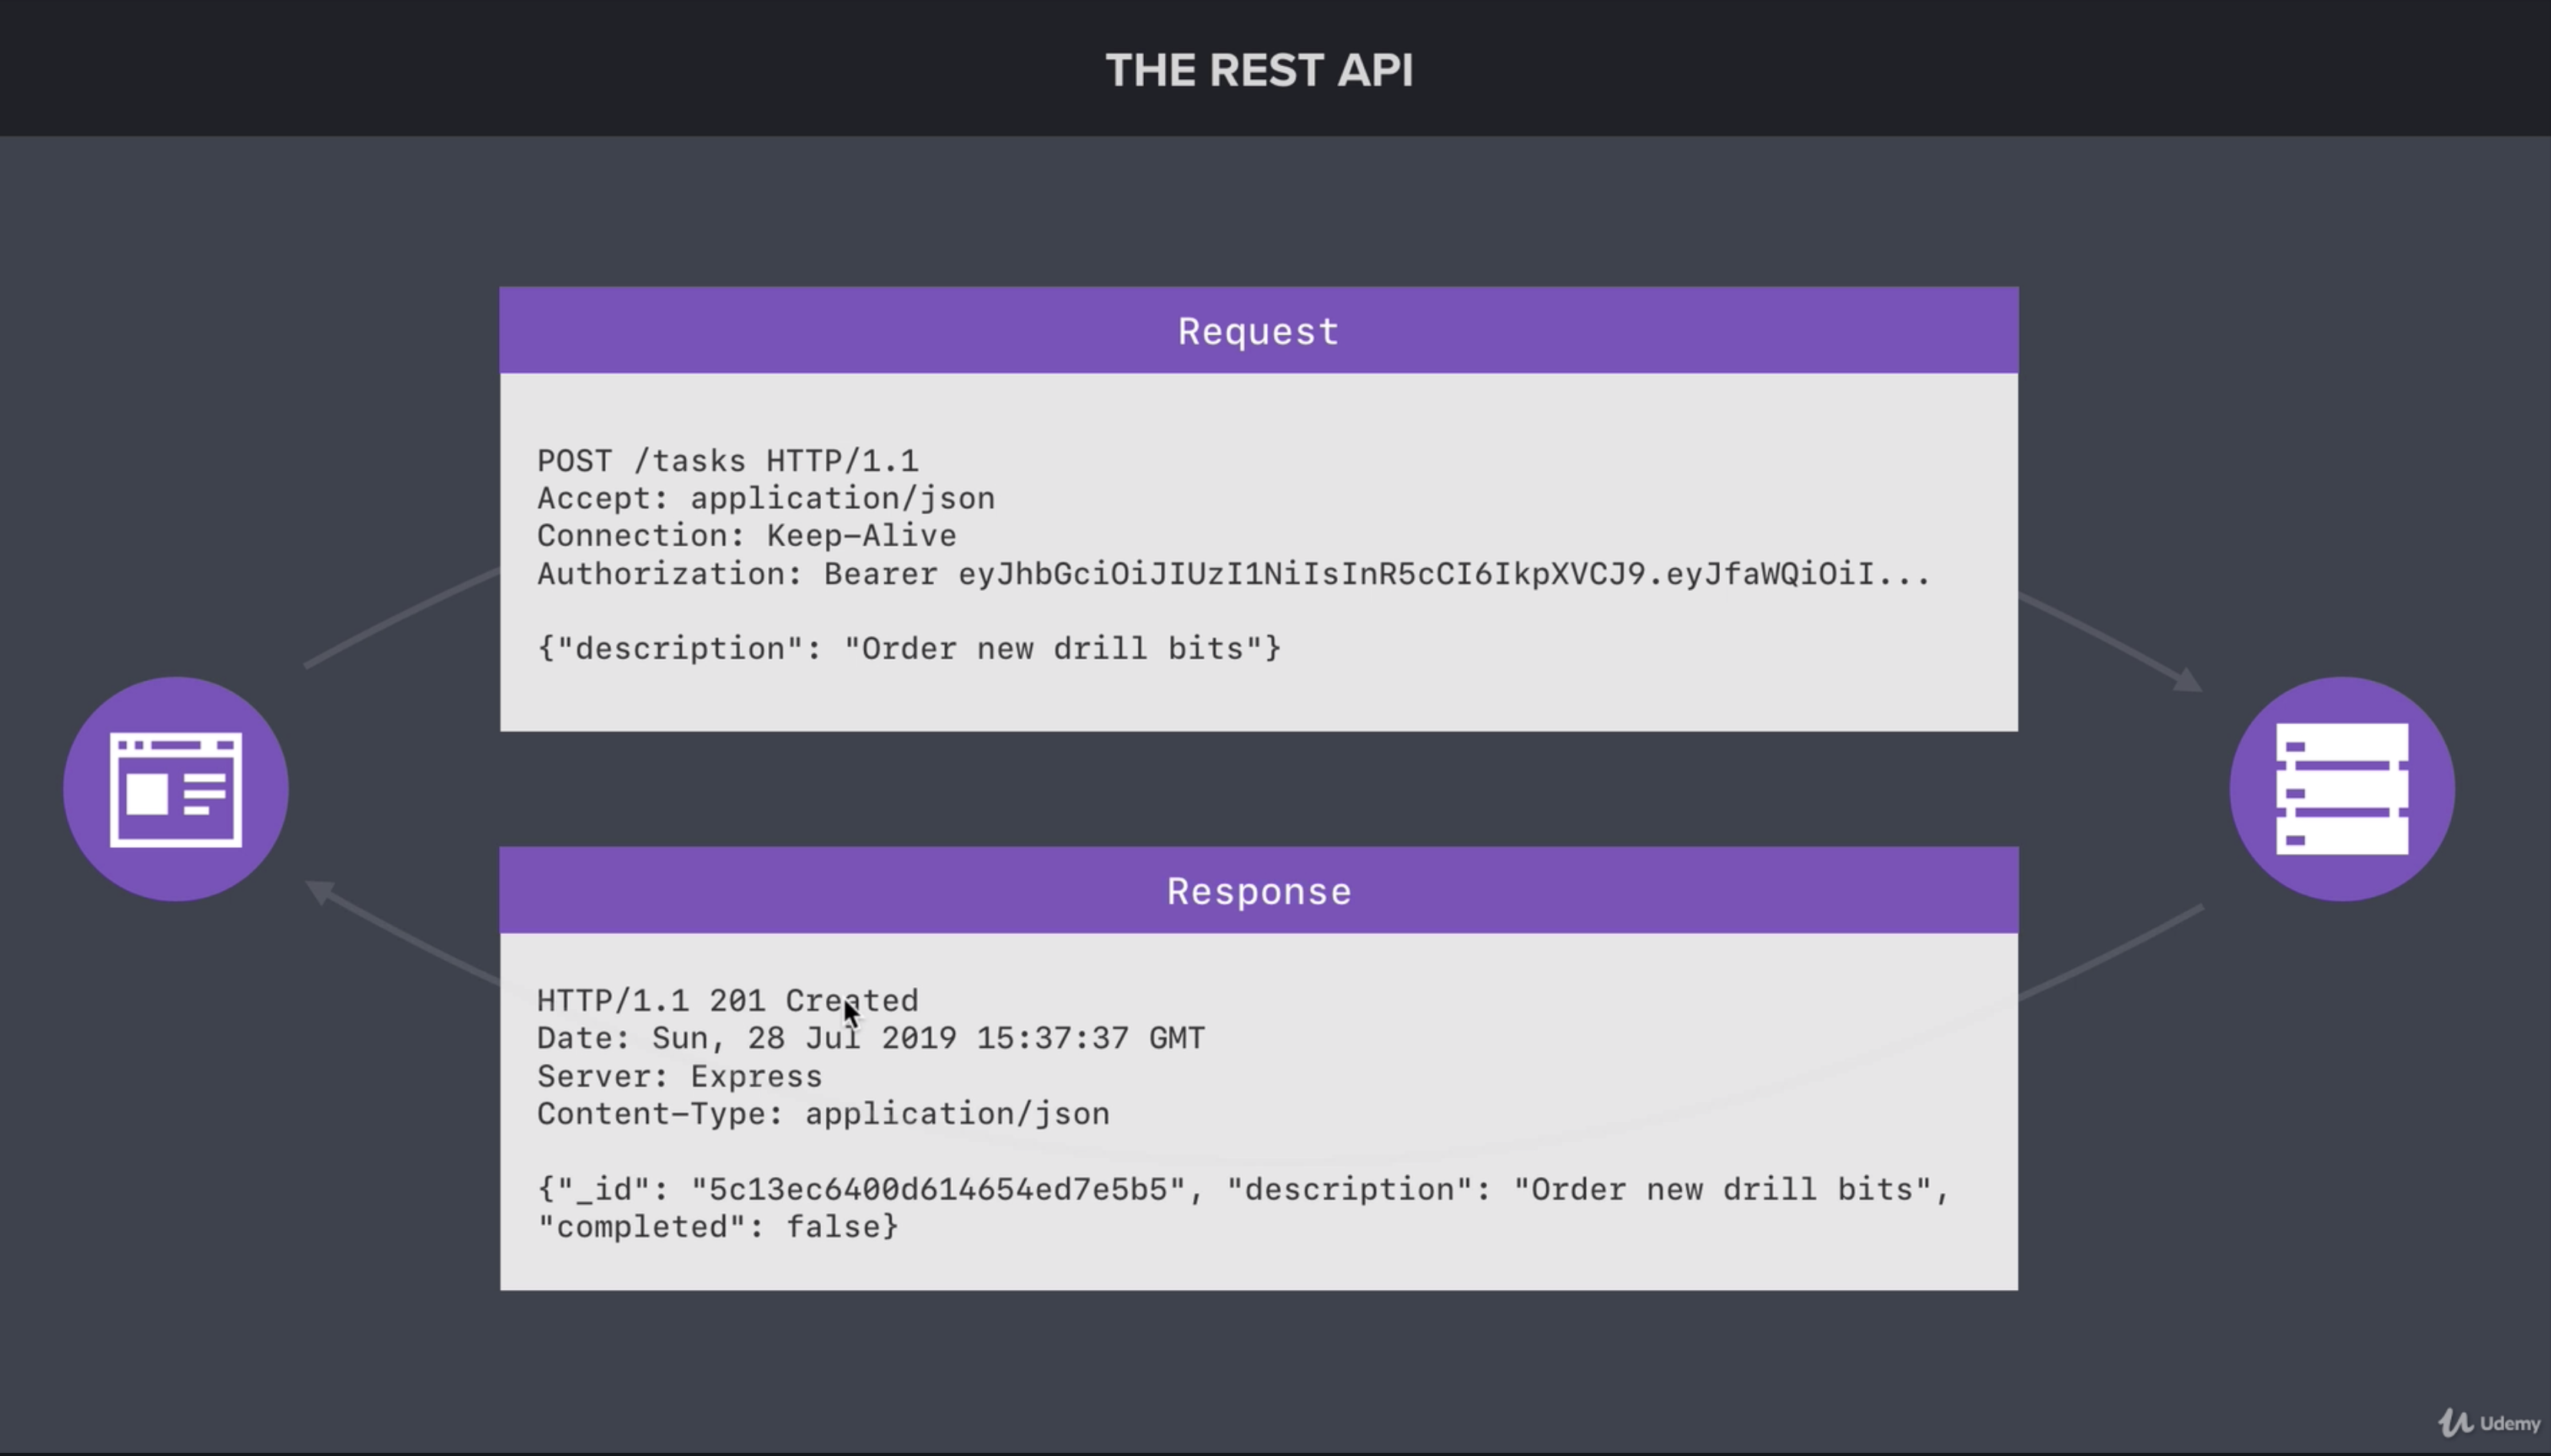 THE REST API
Request
POST /tasks HTTP/1.1
Accept: application/json
Connection: Keep-Alive
Authorization: Bearer eyJhbGciOiJIUzI1NiIsInR5cCI6IkpXVCJ9.eyJfaWQiOiI...
{"description": "Order new drill bits"}
Response
HTTP/1.1 201 Created
Date: Sun, 28 Jul 2019 15:37:37 GMT
Server: Express
Content-Type: application/json
{"_id": "5c13ec6400d614654ed7e5b5", "description": "Order new drill bits",
"completed": false}
Udemy